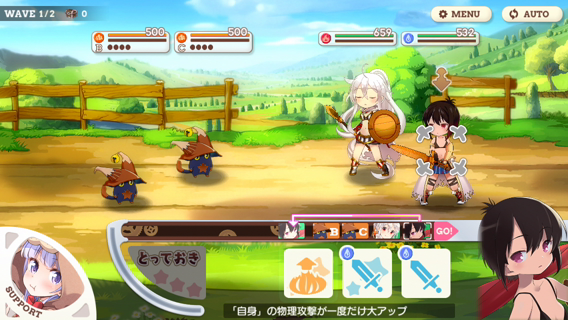 WAVE 1/2 0
MENU
AUTO
500
B
500
C
659
532
B
C
GO!
とっておき
SUPPORT
「自身」の物理攻撃が一度だけ大アップ